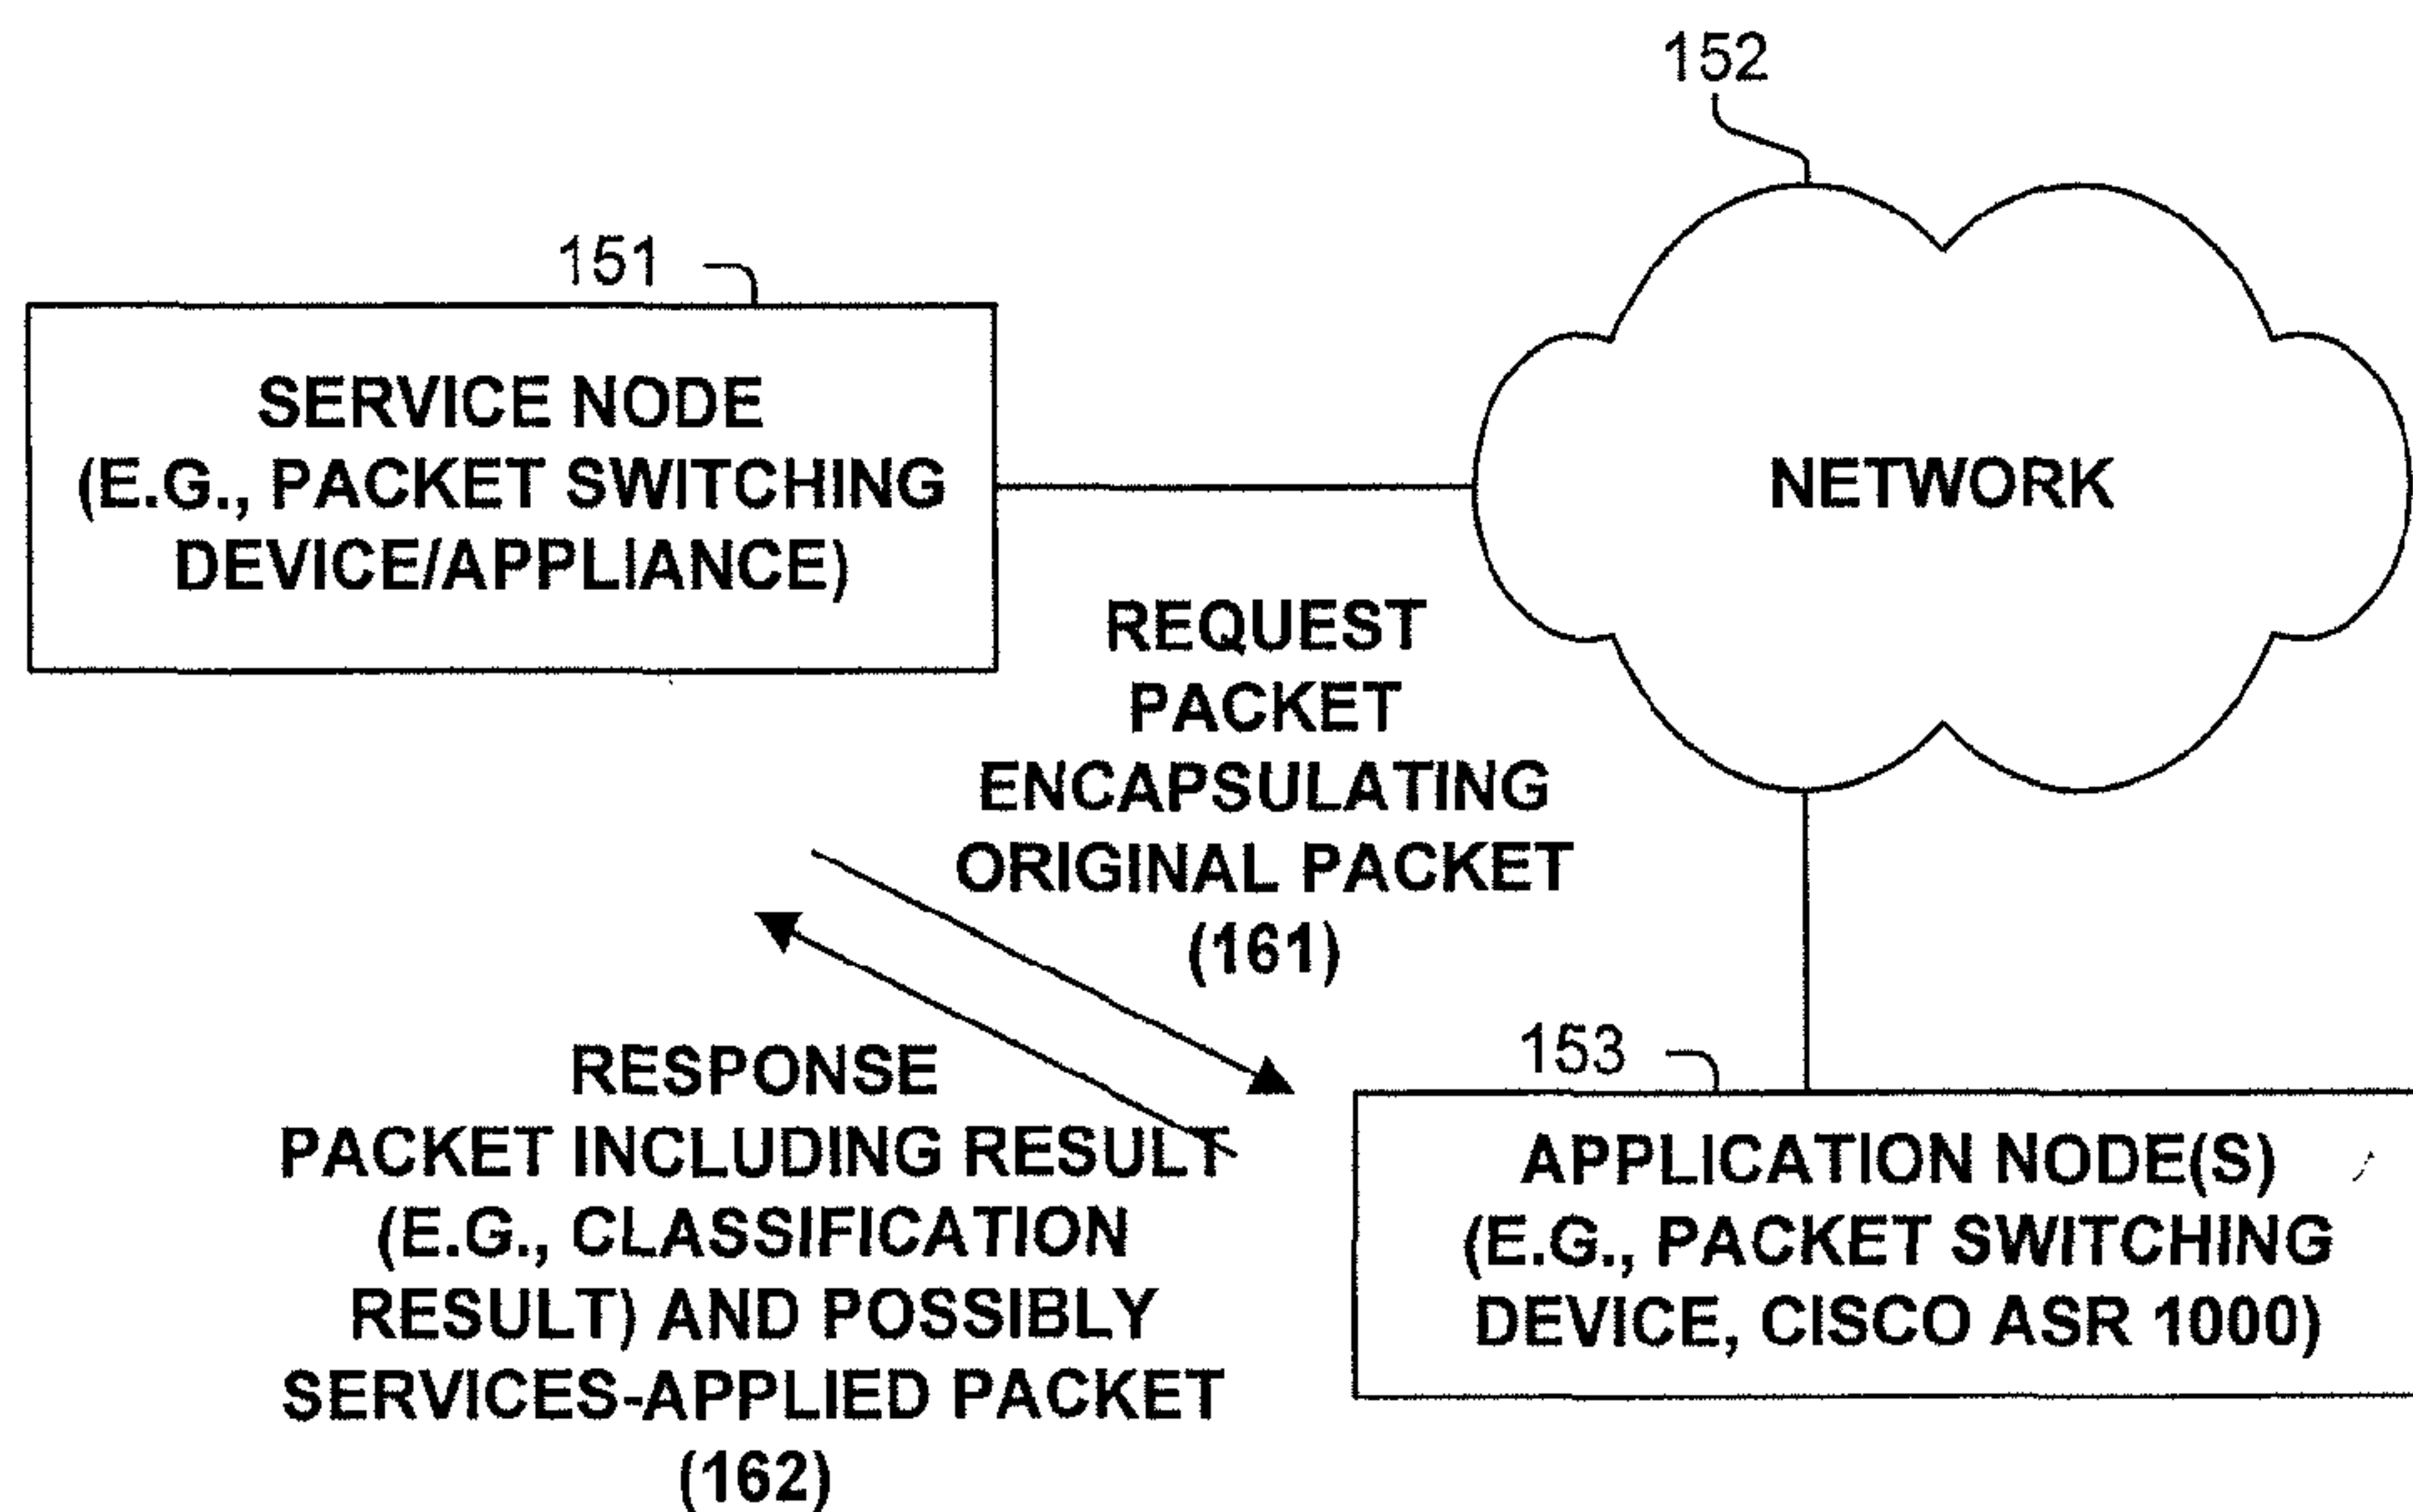 152
151
SERVICE NODE
(E.G., PACKET SWITCHING
DEVICE/APPLIANCE)
NETWORK
REQUEST
PACKET
ENCAPSULATING
ORIGINAL PACKET
(161)
RESPONSE
PACKET INCLUDING RESULT
(E.G., CLASSIFICATION
RESULT) AND POSSIBLY
SERVICES-APPLIED PACKET
(162)
153
APPLICATION NODE(S)
(E.G., PACKET SWITCHING
DEVICE, CISCO ASR 1000)